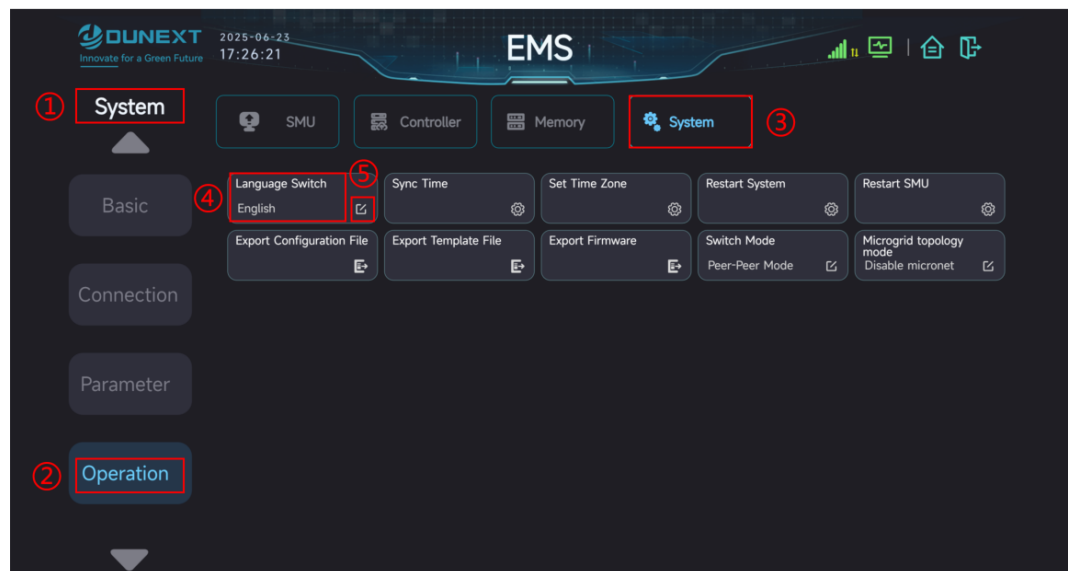 DUNEXT
Innovate for a Green Future
2025-06-23
17:26:21
EMS
① System
SMU
Controller
Memory
System ③
Basic
Connection
Parameter
② Operation
④ Language Switch ⑤
English
Sync Time
Set Time Zone
Restart System
Restart SMU
Export Configuration File
Export Template File
Export Firmware
Switch Mode
Peer-Peer Mode
Microgrid topology
mode
Disable micronet